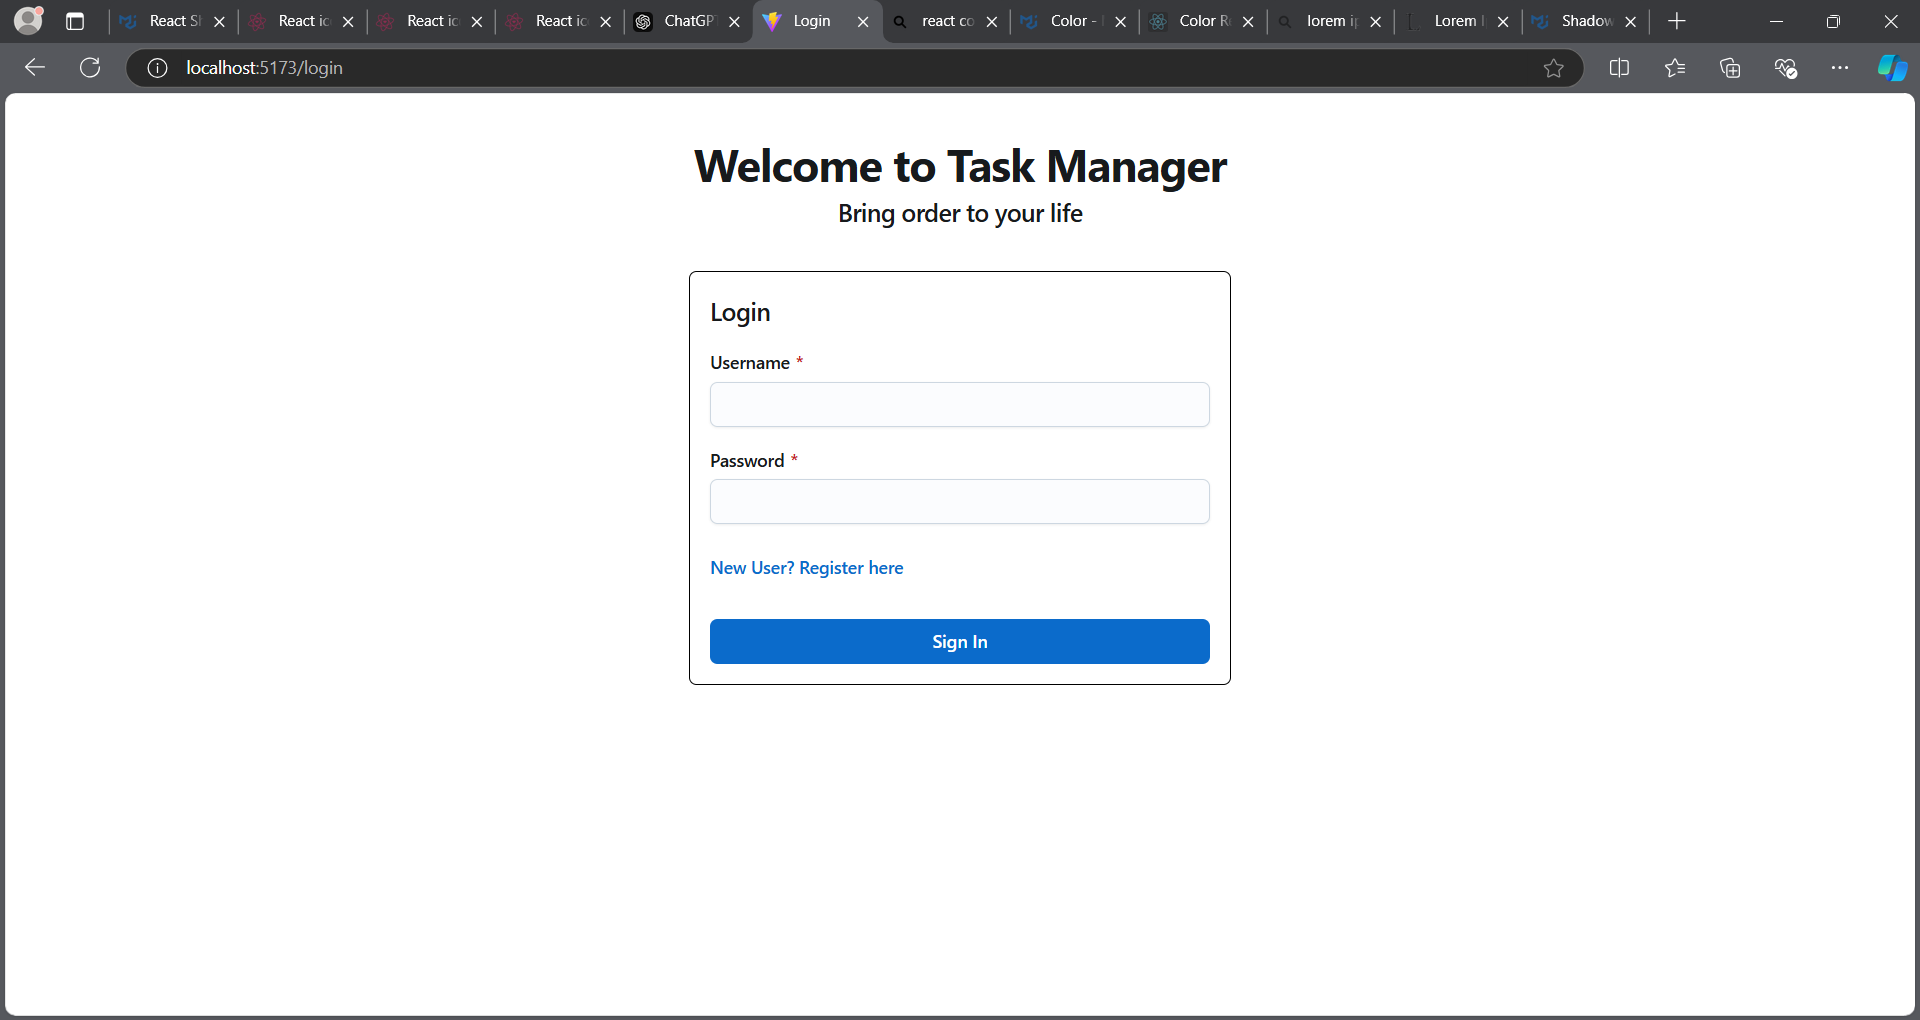 React S
React ic
React ic
React ic
ChatGP
Login
react co
Color -
Color R
lorem ip
Lorem I
Shadow
localhost:5173/login
Welcome to Task Manager
Bring order to your life
Login
Username *
Password *
New User? Register here
Sign In